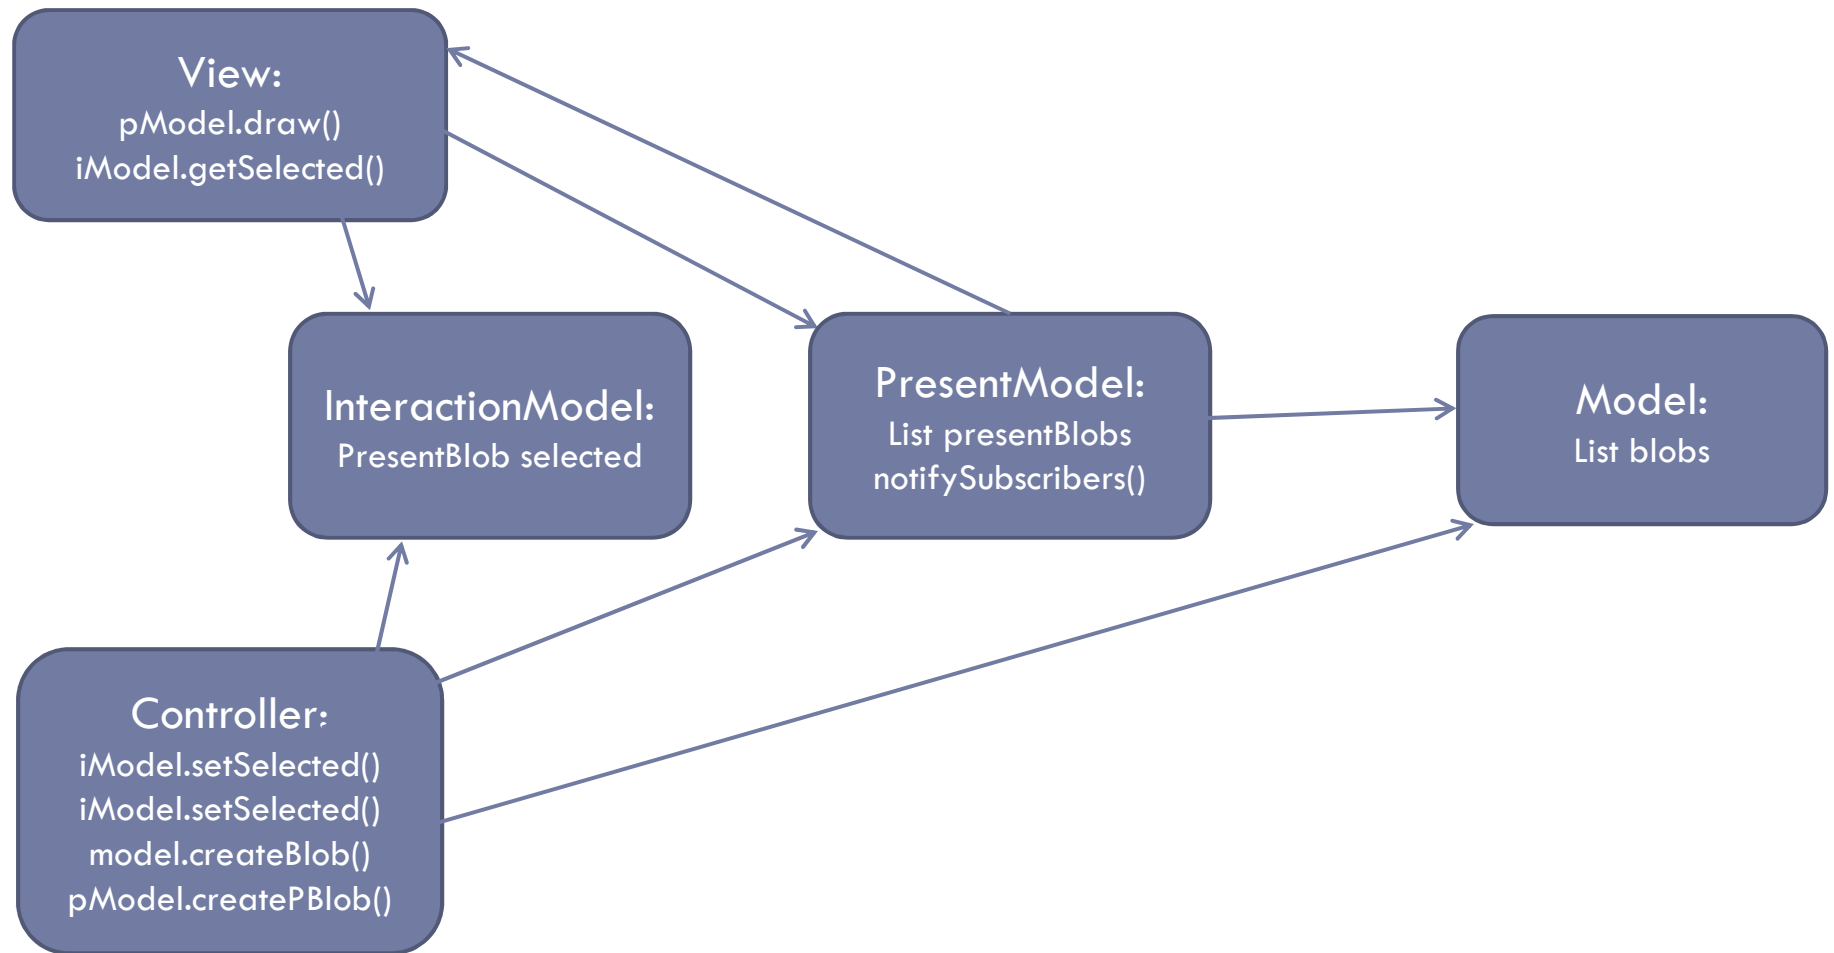 View:
pModel.draw()
iModel.getSelected()
InteractionModel:
PresentBlob selected
PresentModel:
List presentBlobs
notifySubscribers()
Model:
List blobs
Controller:
iModel.setSelected()
iModel.setSelected()
model.createBlob()
pModel.createPBlob()